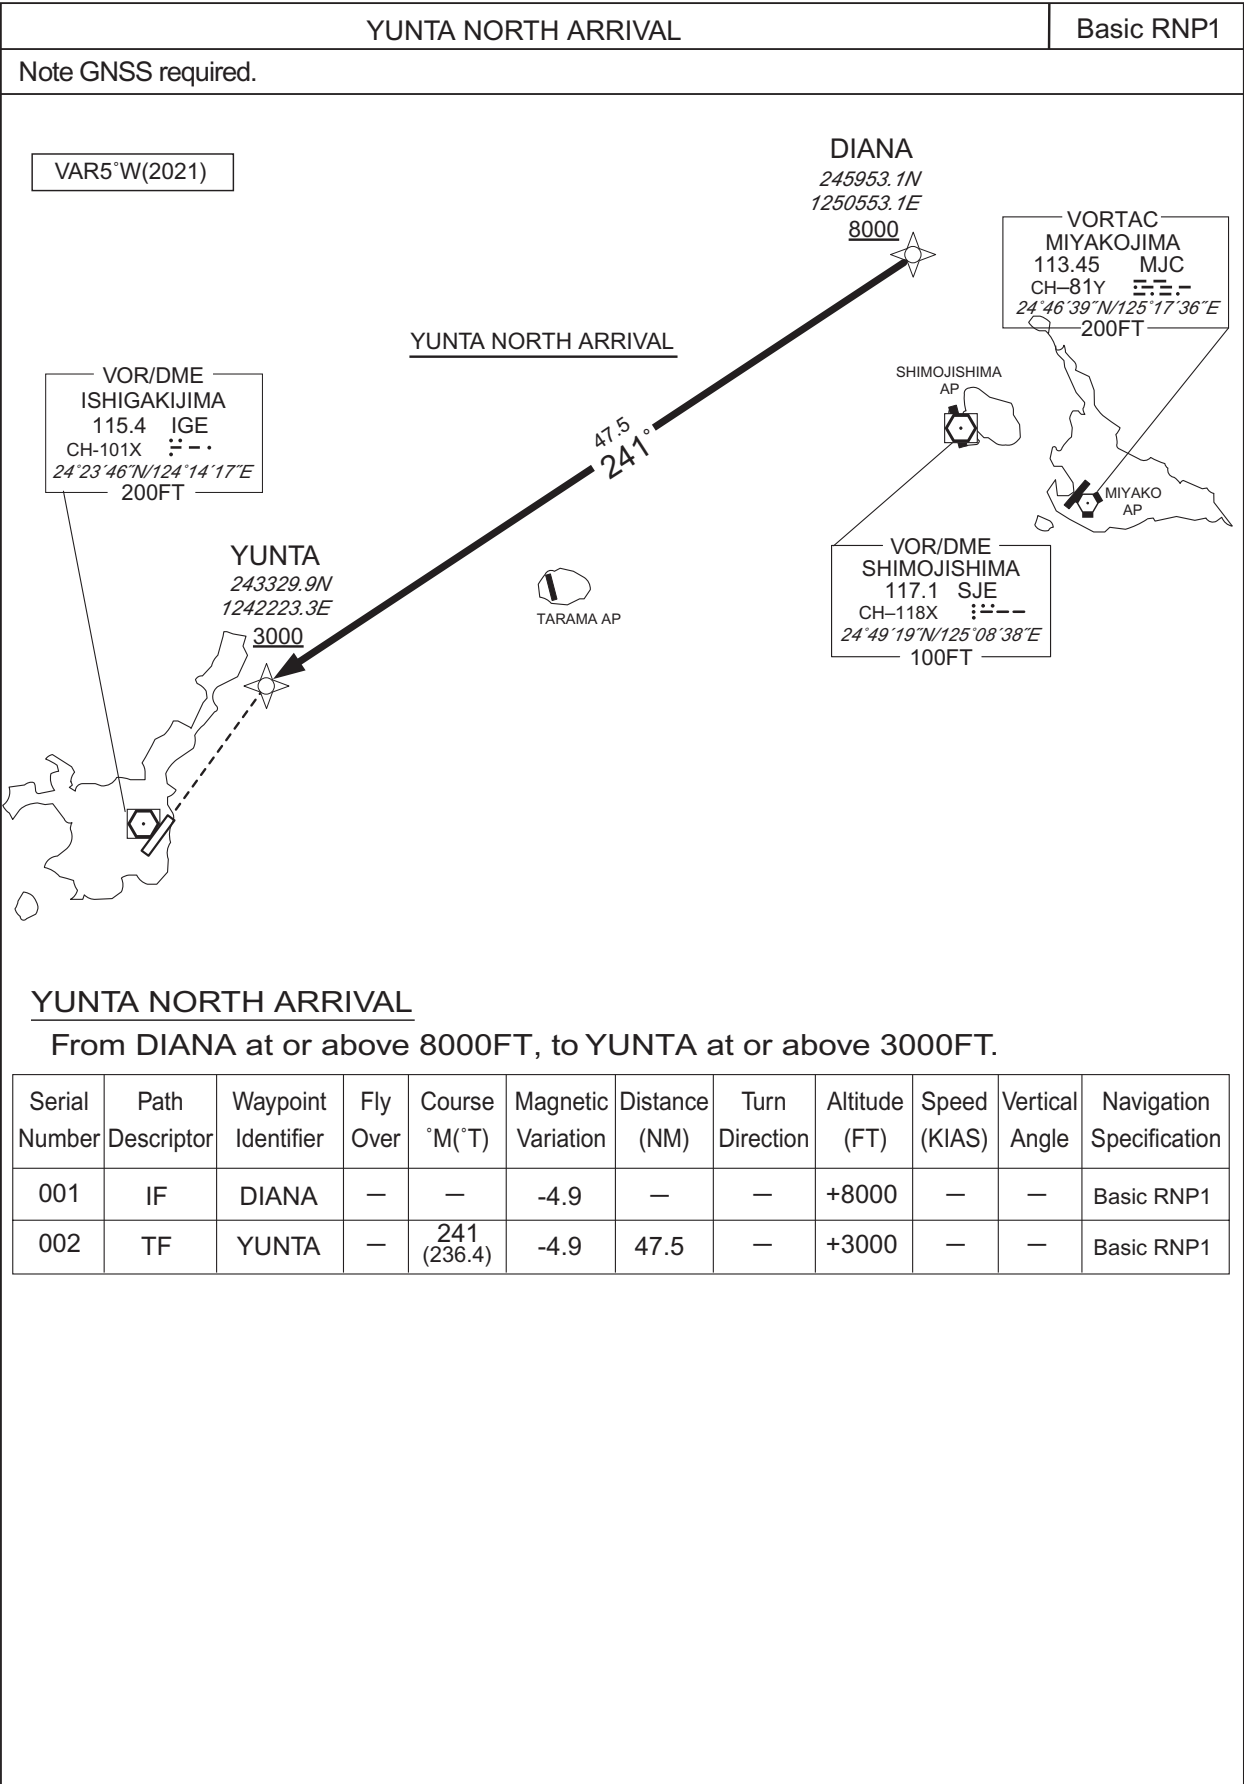 YUNTA NORTH ARRIVAL
Basic RNP1
Note GNSS required.
VAR5˚W(2021)
DIANA
245953.1N
1250553.1E
8000
VORTAC
MIYAKOJIMA
113.45 MJC
CH–81Y
24˚46´39˝N/125˚17´36˝E
200FT
YUNTA NORTH ARRIVAL
VOR/DME
ISHIGAKIJIMA
115.4 IGE
CH-101X
24˚23´46˝N/124˚14´17˝E
200FT
SHIMOJISHIMA
AP
47.5
241˚
MIYAKO
AP
VOR/DME
SHIMOJISHIMA
117.1 SJE
CH–118X
24˚49´19˝N/125˚08´38˝E
100FT
YUNTA
243329.9N
1242223.3E
3000
TARAMA AP
YUNTA NORTH ARRIVAL
From DIANA at or above 8000FT, to YUNTA at or above 3000FT.
Serial Path Waypoint Fly Course Magnetic Distance Turn Altitude Speed Vertical Navigation
Number Descriptor Identifier Over ˚M(˚T) Variation (NM) Direction (FT) (KIAS) Angle Specification
001 IF DIANA — — -4.9 — — +8000 — — Basic RNP1
002 TF YUNTA — 241 (236.4) -4.9 47.5 — +3000 — — Basic RNP1